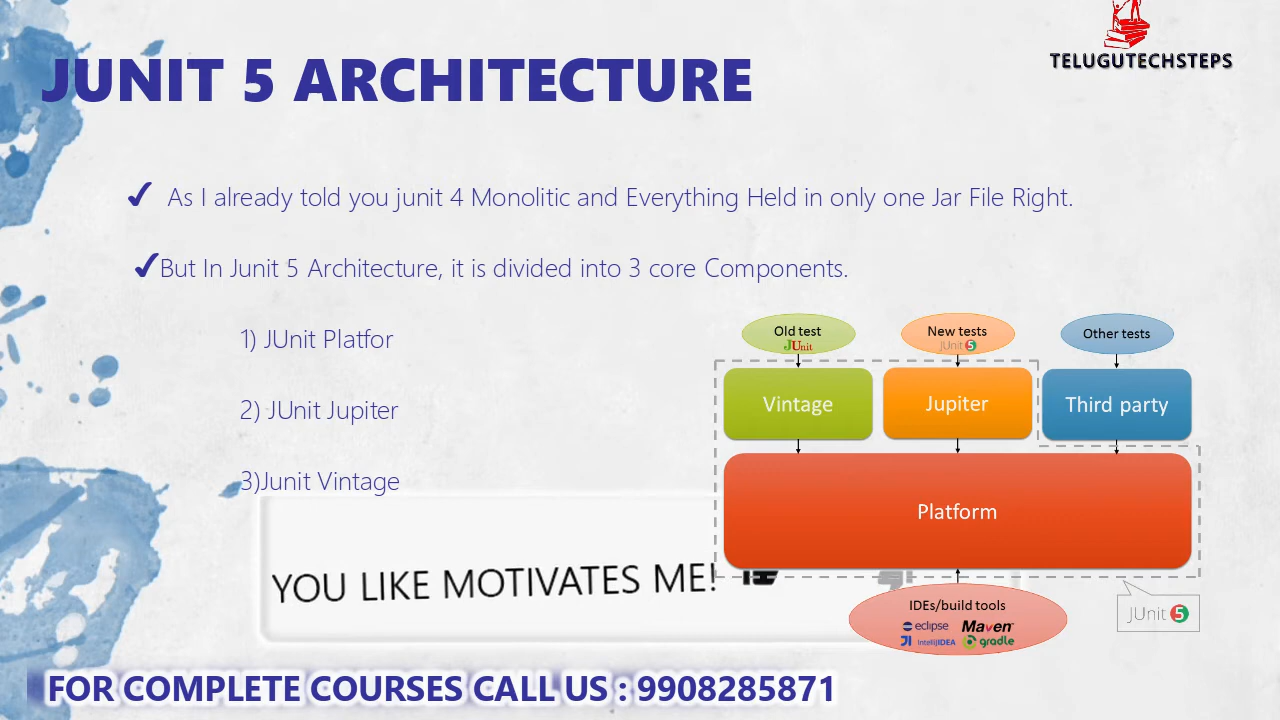 TELUGUTECHSTEPS
JUNIT 5 ARCHITECTURE
As I already told you junit 4 Monolitic and Everything Held in only one Jar File Right.
But In Junit 5 Architecture, it is divided into 3 core Components.
1) JUnit Platfor
2) JUnit Jupiter
3)Junit Vintage
Old test
JUnit
New tests
JUnit 5
Other tests
Vintage
Jupiter
Third party
Platform
IDEs/build tools
eclipse
Maven
IntelliJIDEA
gradle
JUnit 5
YOU LIKE MOTIVATES ME!
FOR COMPLETE COURSES CALL US : 9908285871